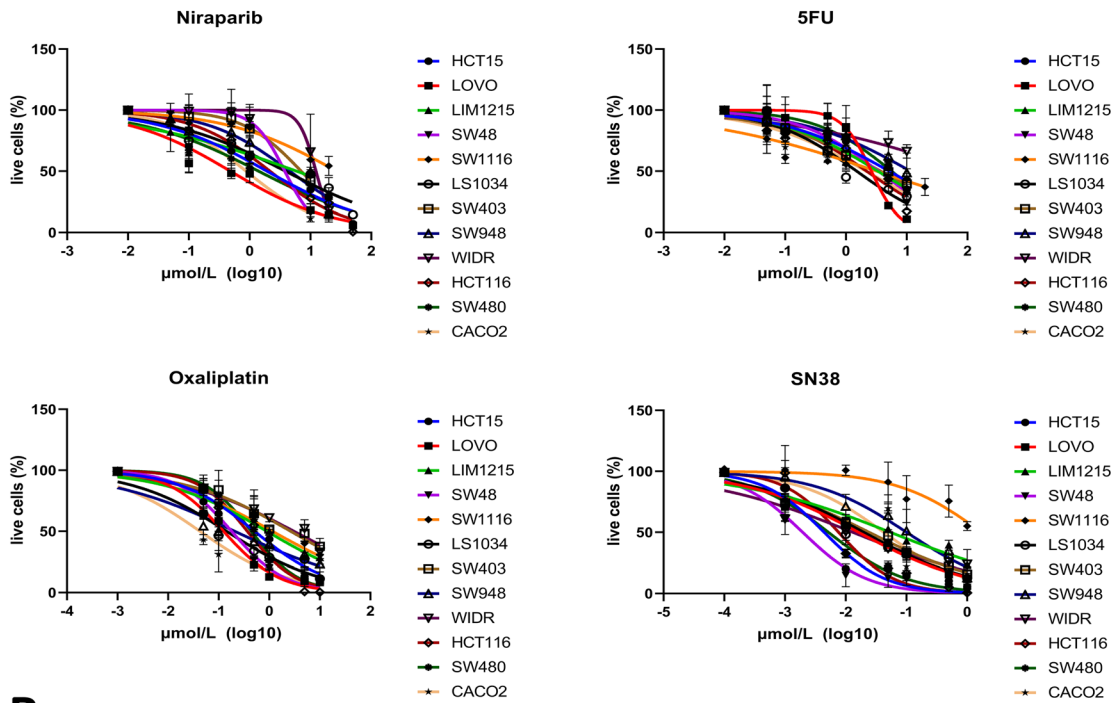 Niraparib
150
100
50
0
live cells (%)
-3 -2 -1 0 1 2
µmol/L (log10)
HCT15
LOVO
LIM1215
SW48
SW1116
LS1034
SW403
SW948
WIDR
HCT116
SW480
CACO2
5FU
150
100
50
0
live cells (%)
-3 -2 -1 0 1 2
µmol/L (log10)
HCT15
LOVO
LIM1215
SW48
SW1116
LS1034
SW403
SW948
WIDR
HCT116
SW480
CACO2
Oxaliplatin
150
100
50
0
live cells (%)
-4 -3 -2 -1 0 1 2
µmol/L (log10)
HCT15
LOVO
LIM1215
SW48
SW1116
LS1034
SW403
SW948
WIDR
HCT116
SW480
CACO2
SN38
150
100
50
0
live cells (%)
-5 -4 -3 -2 -1 0
µmol/L (log10)
HCT15
LOVO
LIM1215
SW48
SW1116
LS1034
SW403
SW948
WIDR
HCT116
SW480
CACO2